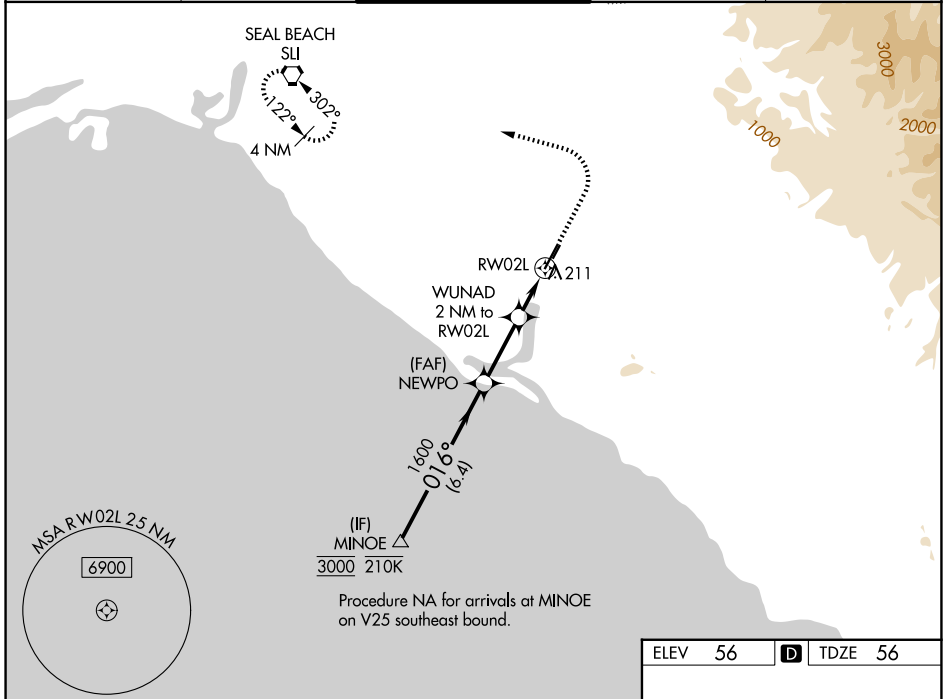 SEAL BEACH
SLI
302°
122°
4 NM
3000
2000
1000
RW02L
211
WUNAD
2 NM to
RW02L
(FAF)
NEWPO
1600
016°
(6.4)
(IF)
MINOE
3000 210K
Procedure NA for arrivals at MINOE
on V25 southeast bound.
MSA RW02L 25 NM
6900
ELEV 56 D TDZE 56